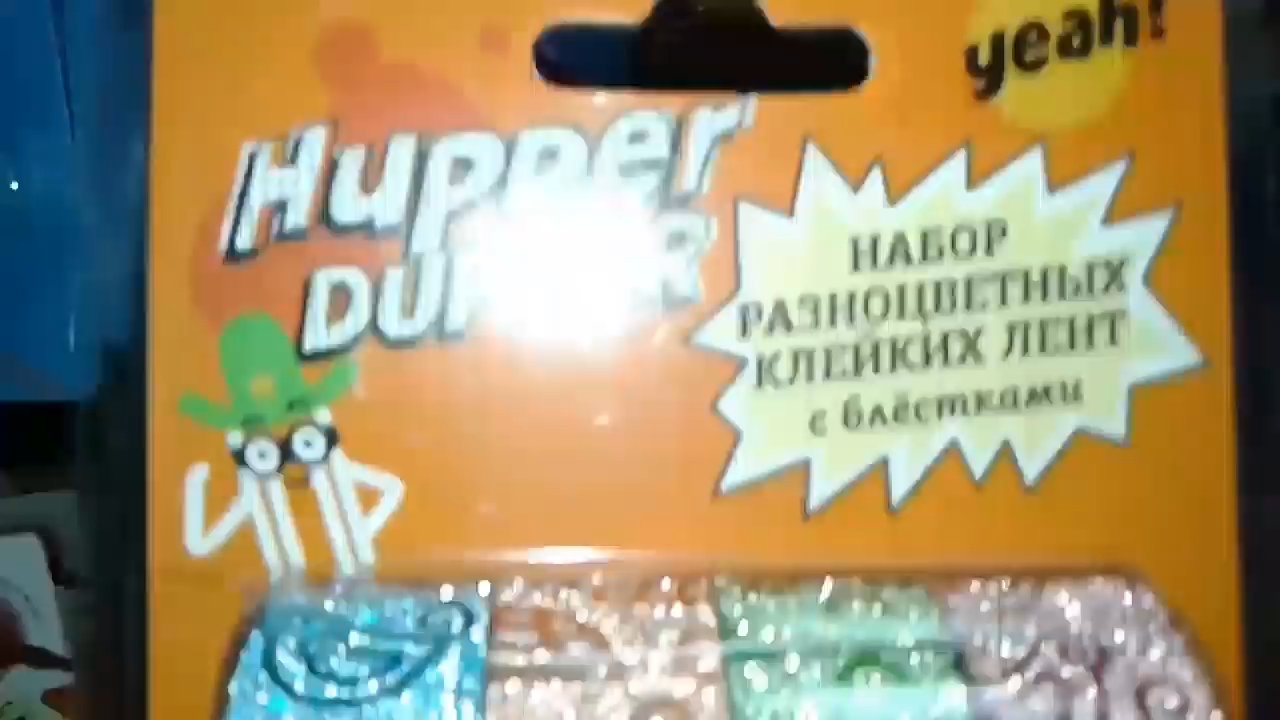 yeah!
Hupper
НАБОР
РАЗНОЦВЕТНЫХ
КЛЕЙКИХ ЛЕНТ
с блёстками